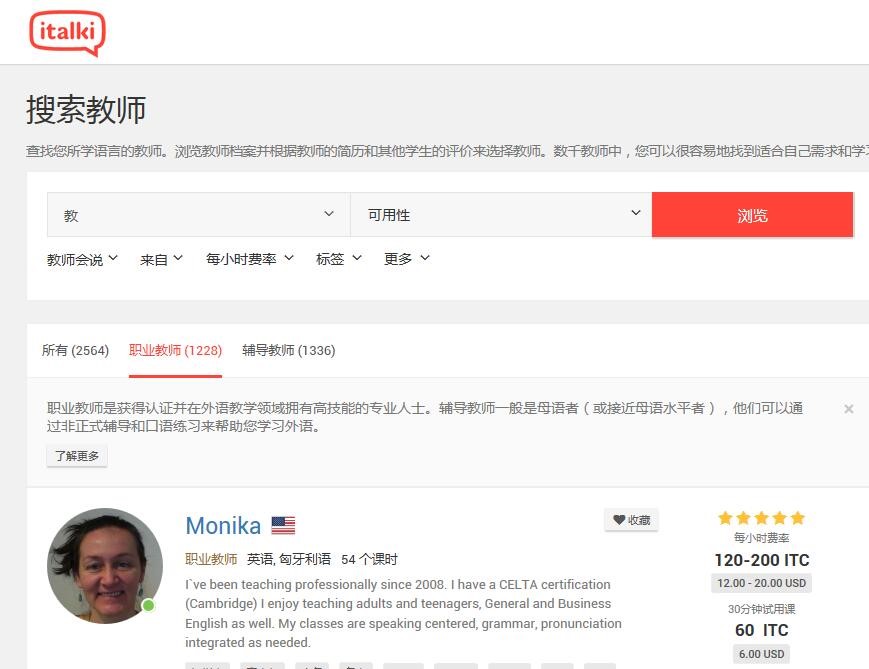 italki
搜索教师
查找您所学语言的教师。浏览教师档案并根据教师的简历和其他学生的评价来选择教师。数千教师中，您可以很容易地找到适合自己需求和学
教
可用性
浏览
教师会说
来自
每小时费率
标签
更多
所有 (2564)
职业教师 (1228)
辅导教师 (1336)
职业教师是获得认证并在外语教学领域拥有高技能的专业人士。辅导教师一般是母语者（或接近母语水平者），他们可以通
过非正式辅导和口语练习来帮助您学习外语。
×
了解更多
Monika
收藏
职业教师 英语, 匈牙利语 54 个课时
I`ve been teaching professionally since 2008. I have a CELTA certification
(Cambridge) I enjoy teaching adults and teenagers, General and Business
English as well. My classes are speaking centered, grammar, pronunciation
integrated as needed.
每小时费率
120-200 ITC
12.00 - 20.00 USD
30分钟试用课
60 ITC
6.00 USD